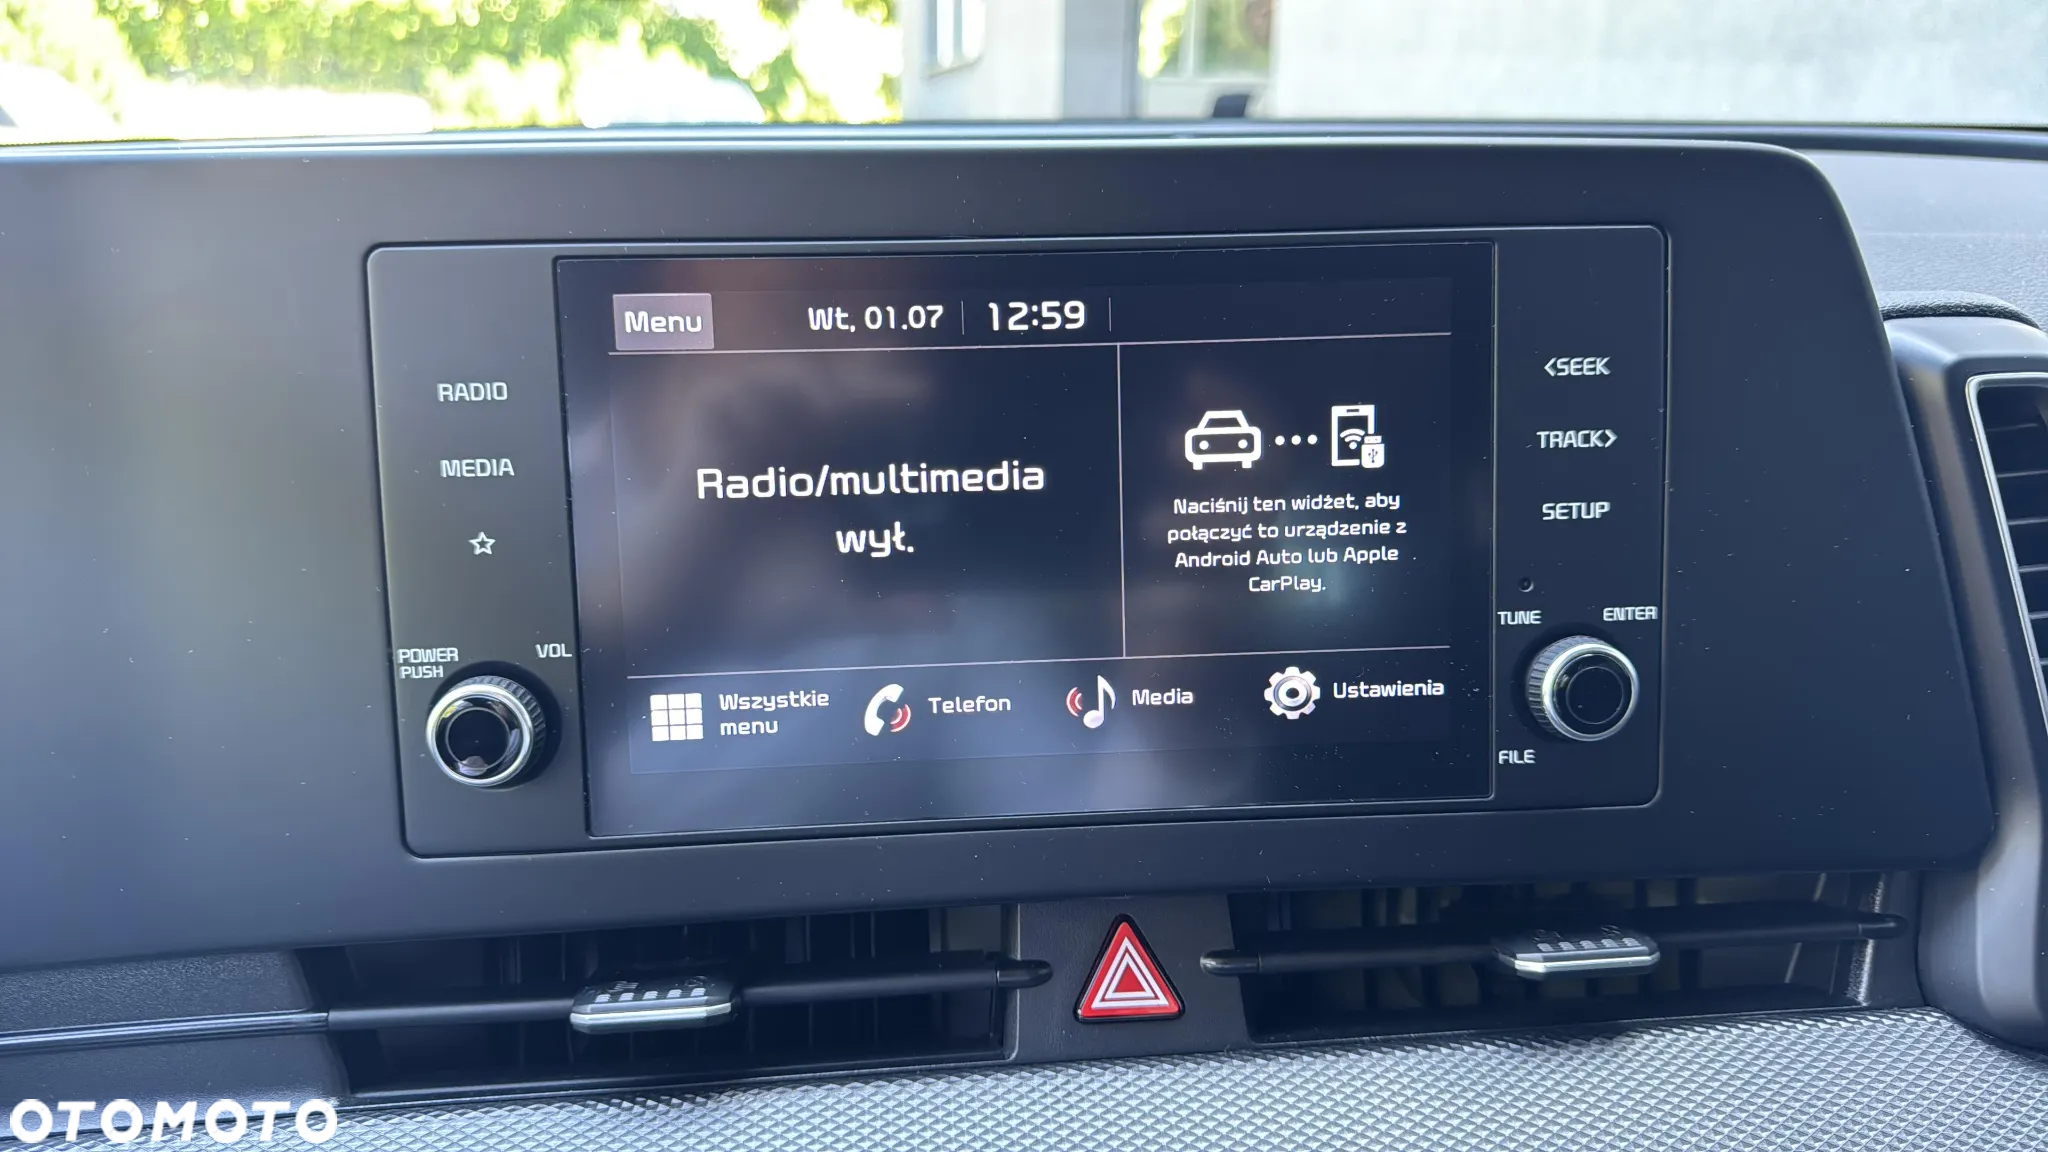 Menu
Wt, 01.07
12:59
RADIO
MEDIA
POWER
PUSH
VOL
Radio/multimedia
wył.
Naciśnij ten widżet, aby
połączyć to urządzenie z
Android Auto lub Apple
CarPlay.
Wszystkie
menu
Telefon
Media
Ustawienia
<SEEK
TRACK>
SETUP
TUNE
ENTER
FILE
OTOMOTO